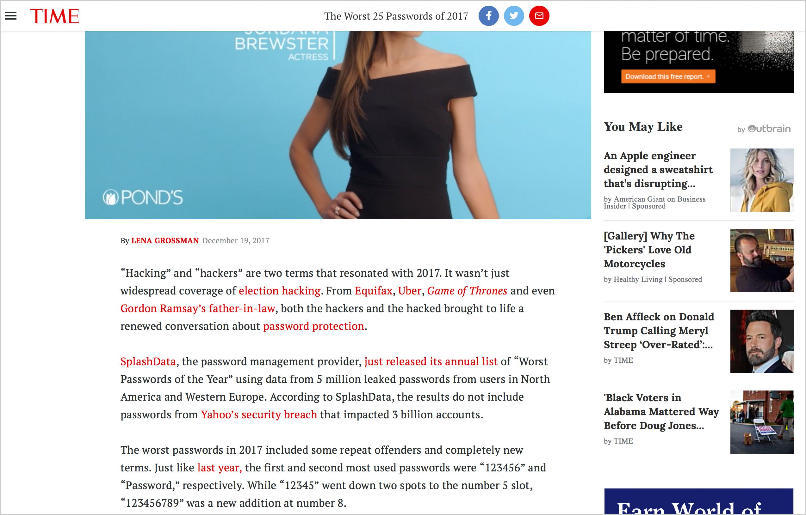 TIME
The Worst 25 Passwords of 2017
JORDANA
BREWSTER
ACTRESS
POND'S
By LENA GROSSMAN December 19, 2017
“Hacking” and “hackers” are two terms that resonated with 2017. It wasn’t just
widespread coverage of election hacking. From Equifax, Uber, Game of Thrones and even
Gordon Ramsay’s father-in-law, both the hackers and the hacked brought to life a
renewed conversation about password protection.
SplashData, the password management provider, just released its annual list of “Worst
Passwords of the Year” using data from 5 million leaked passwords from users in North
America and Western Europe. According to SplashData, the results do not include
passwords from Yahoo’s security breach that impacted 3 billion accounts.
The worst passwords in 2017 included some repeat offenders and completely new
terms. Just like last year, the first and second most used passwords were “123456” and
“Password,” respectively. While “12345” went down two spots to the number 5 slot,
“123456789” was a new addition at number 8.
matter of time.
Be prepared.
Download this free report.
You May Like
by Outbrain
An Apple engineer
designed a sweatshirt
that's disrupting...
by American Giant on Business
Insider | Sponsored
[Gallery] Why The
'Pickers' Love Old
Motorcycles
by Healthy Living | Sponsored
Ben Affleck on Donald
Trump Calling Meryl
Streep ‘Over-Rated’:...
by TIME
'Black Voters in
Alabama Mattered Way
Before Doug Jones...
by TIME
Earn World of